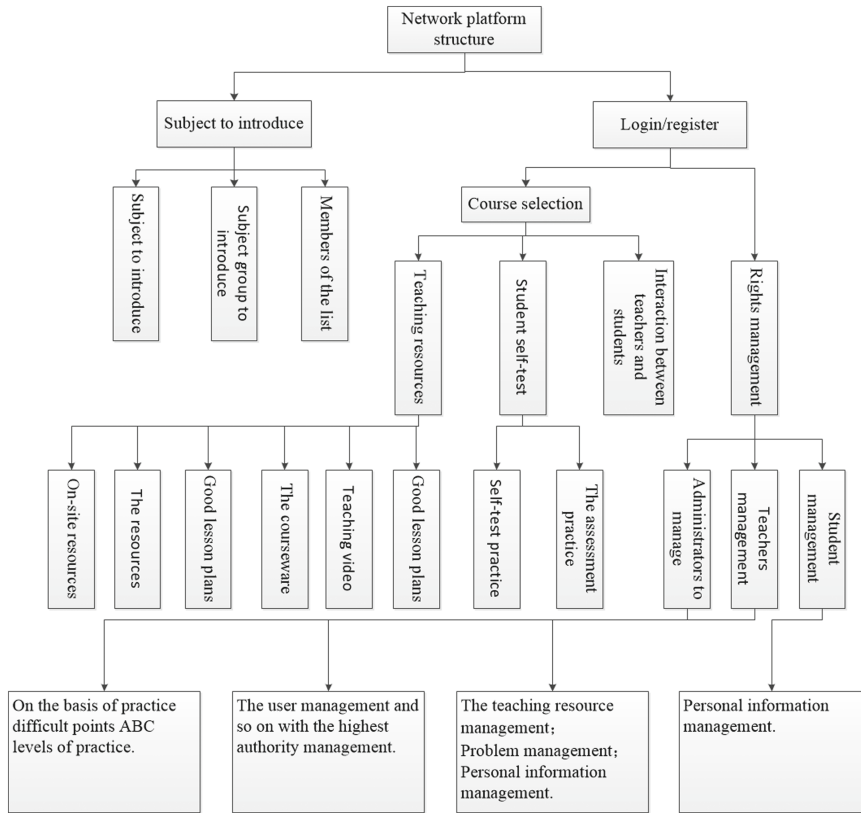 Network platform
structure
Subject to introduce
Login/register
Subject to introduce
Subject group to
introduce
Members of the list
Course selection
Teaching resources
Student self-test
Interaction between
teachers and
students
Rights management
On-site resources
The resources
Good lesson plans
The courseware
Teaching video
Good lesson plans
Self-test practice
The assessment
practice
Administrators to
manage
Teachers
management
Student
management
On the basis of practice
difficult points ABC
levels of practice.
The user management and
so on with the highest
authority management.
The teaching resource
management；
Problem management；
Personal information
management.
Personal information
management.